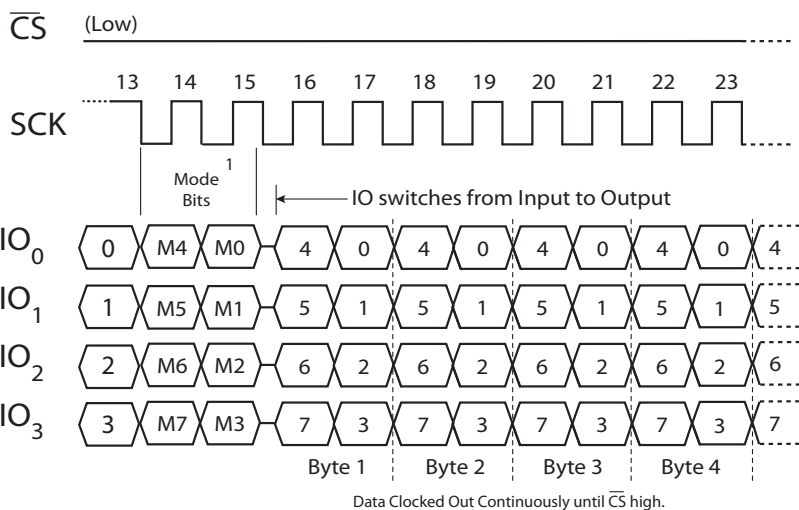 CS (Low)
13 14 15 16 17 18 19 20 21 22 23
SCK
Mode 1
Bits
IO switches from Input to Output
IO0 0 M4 M0 4 0 4 0 4 0 4 0 4
IO1 1 M5 M1 5 1 5 1 5 1 5 1 5
IO2 2 M6 M2 6 2 6 2 6 2 6 2 6
IO3 3 M7 M3 7 3 7 3 7 3 7 3 7
Byte 1 Byte 2 Byte 3 Byte 4
Data Clocked Out Continuously until CS high.